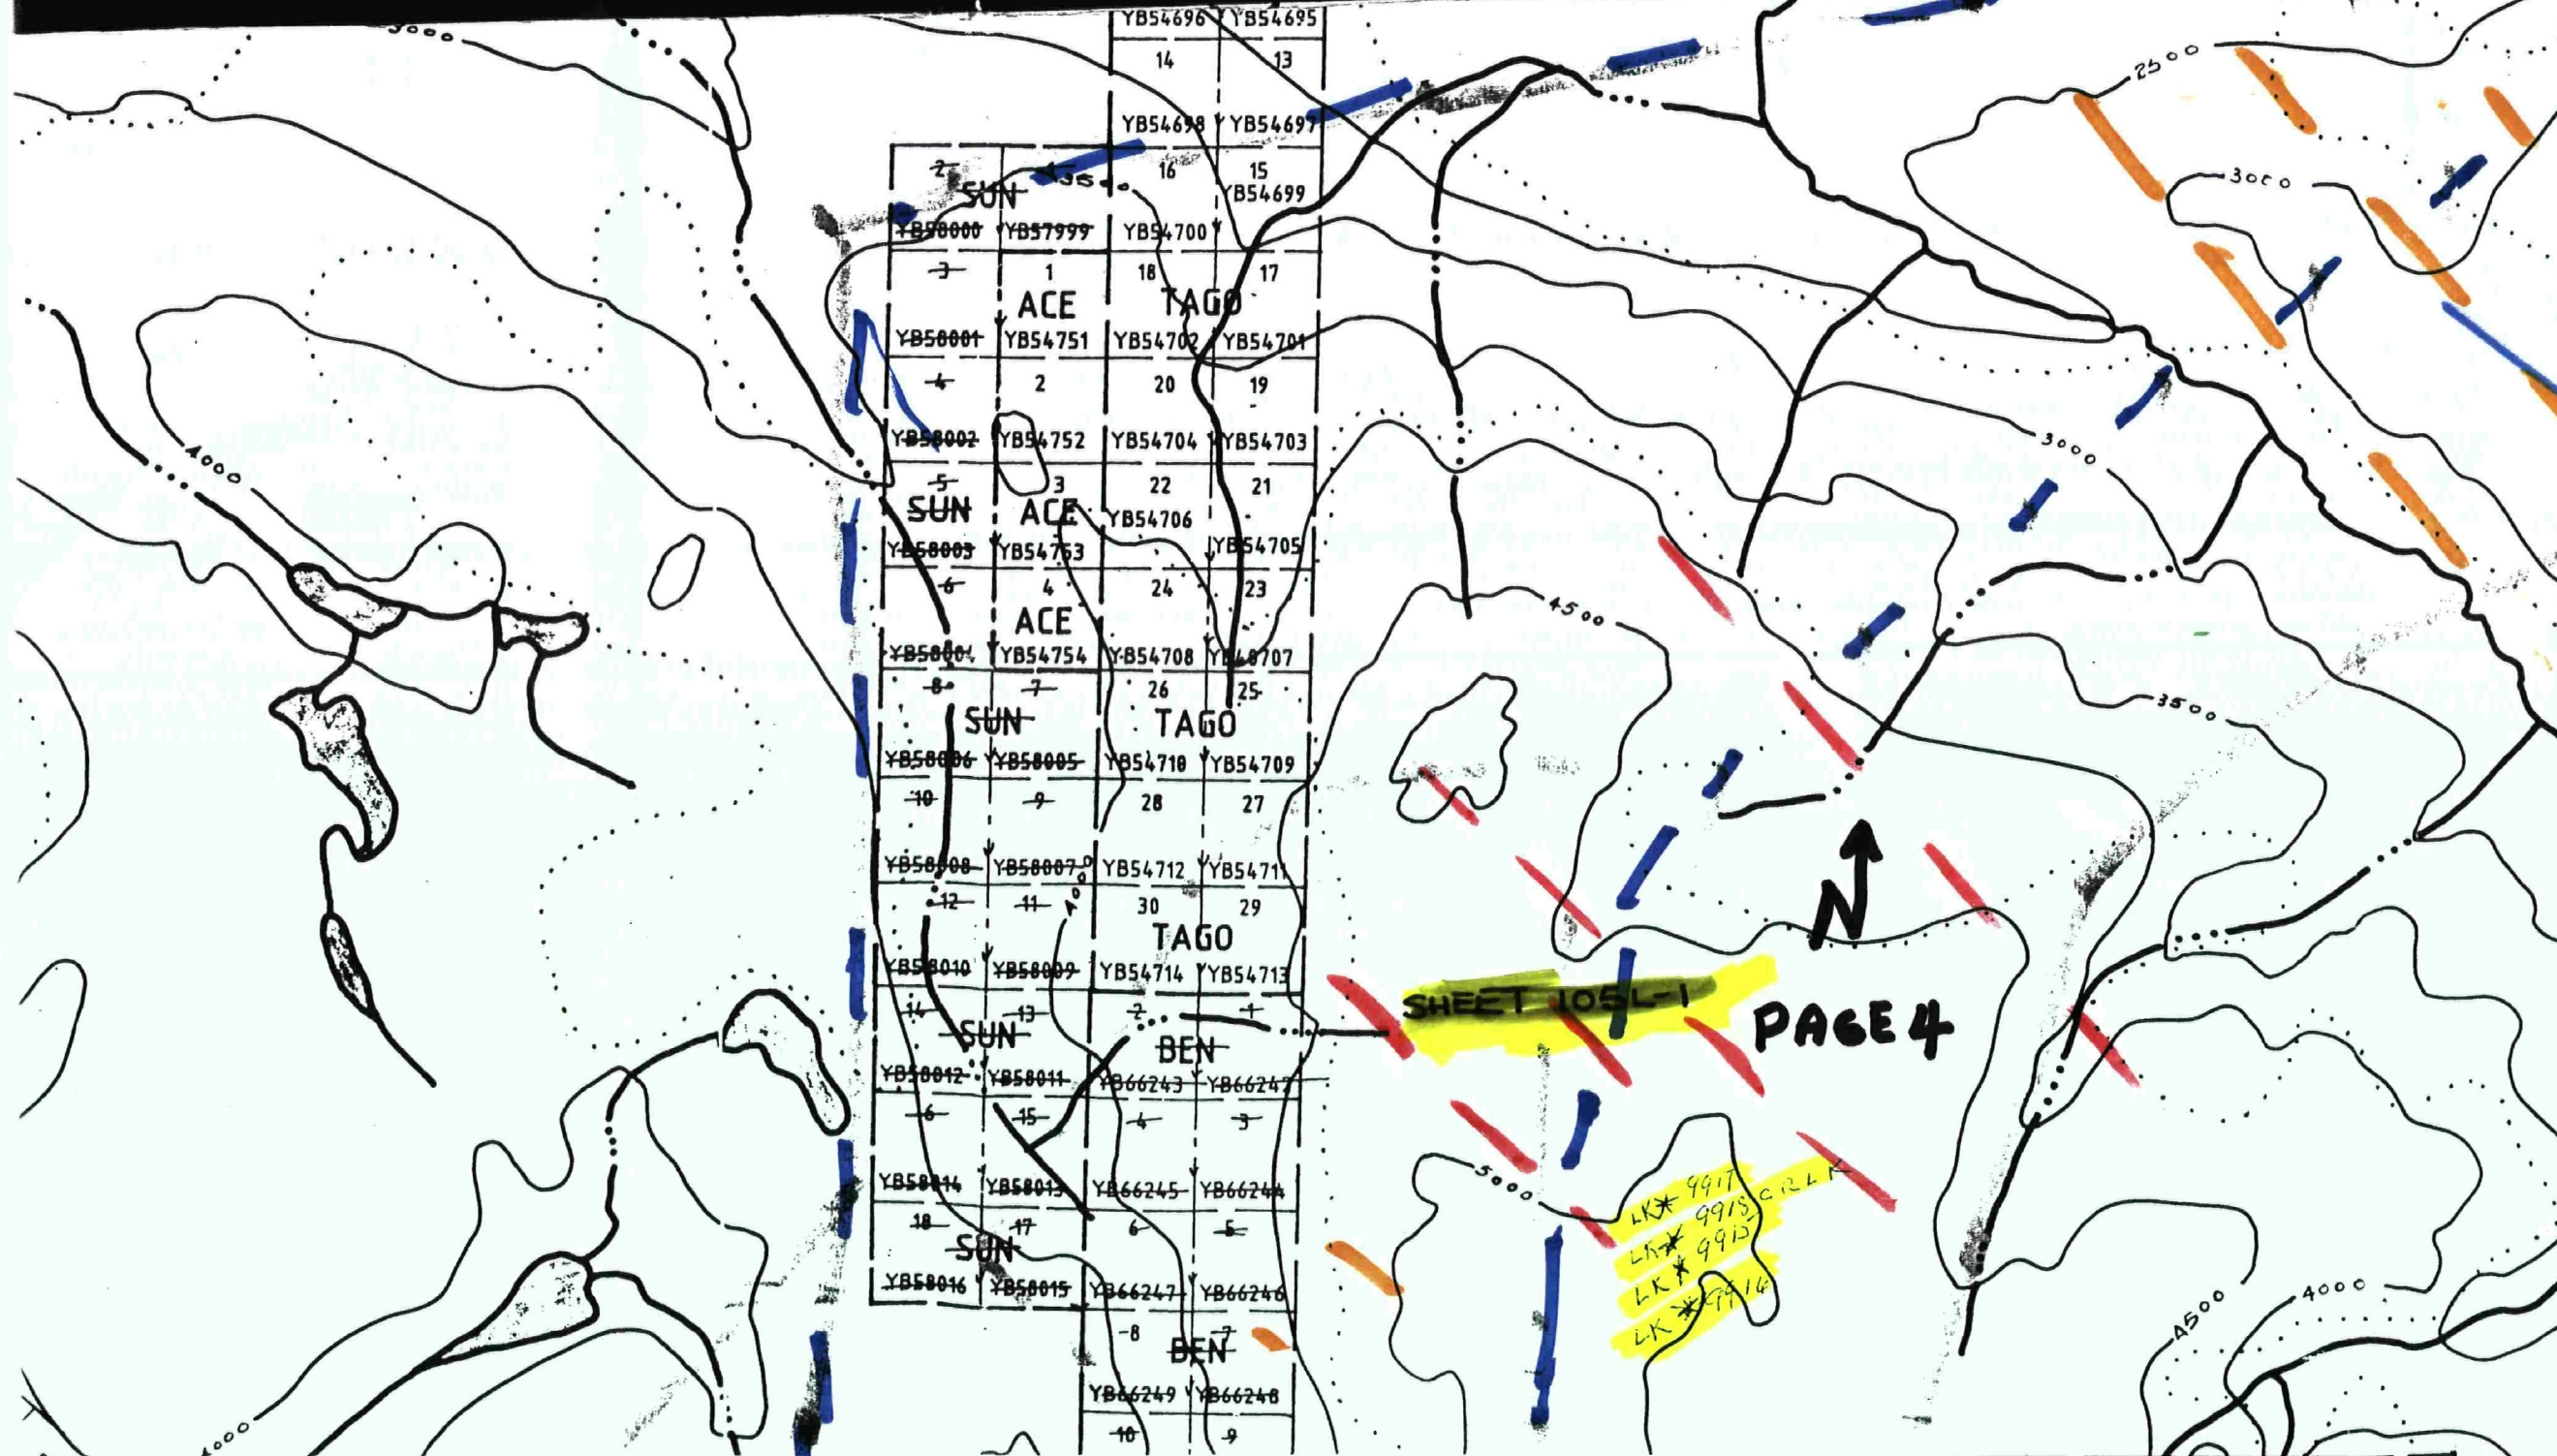 YB54696 YB54695
3000
14 13
2500
YB54698 YB54697
2 16 15
3500
3000
SUN
YB54699
YB58000 YB57999 YB54700
3 1 18 17
ACE TAGO
YB58001 YB54751 YB54702 YB54701
4 2 20 19
YB58002 YB54752 YB54704 YB54703
3000
4000
5 3 22 21
SUN ACE YB54706
YB58003 YB54753 YB54705
6 4 24 23
4500
ACE
YB54754 YB54708
8 7 26 25
3500
SUN TAGO
YB58006 YB58005 YB54710 YB54709
10 9 28 27
YB58008 YB58007 YB54712 YB54711
4000
12 11 30 29
N
TAGO
YB58010 YB58009 YB54714 YB54713
SHEET 105L-1
14 13 2 1
PAGE 4
SUN BEN
YB58012 YB58011 YB66243 YB66242
6 15 4 3
5000
YB58014 YB58013 YB66245 YB66244
LK* 9917
LK* 9918
LK* 9915
LK* 9916
18 17 6 5
SUN
YB58016 YB58015 YB66247 YB66246
4000
4500
8 7
BEN
YB66249 YB66248
10 9
4000